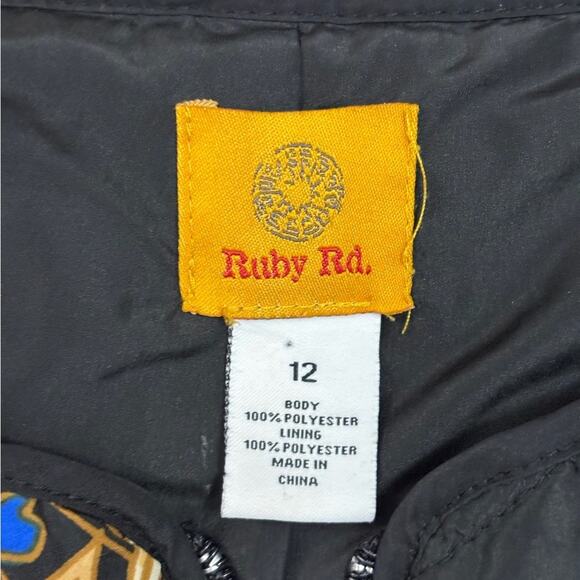 Ruby Rd.
12
BODY
100% POLYESTER
LINING
100% POLYESTER
MADE IN
CHINA